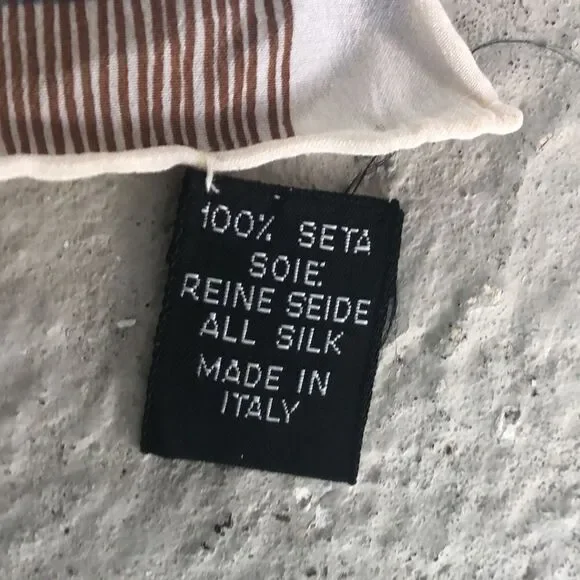 100% SETA
SOIE
REINE SEIDE
ALL SILK
MADE IN
ITALY